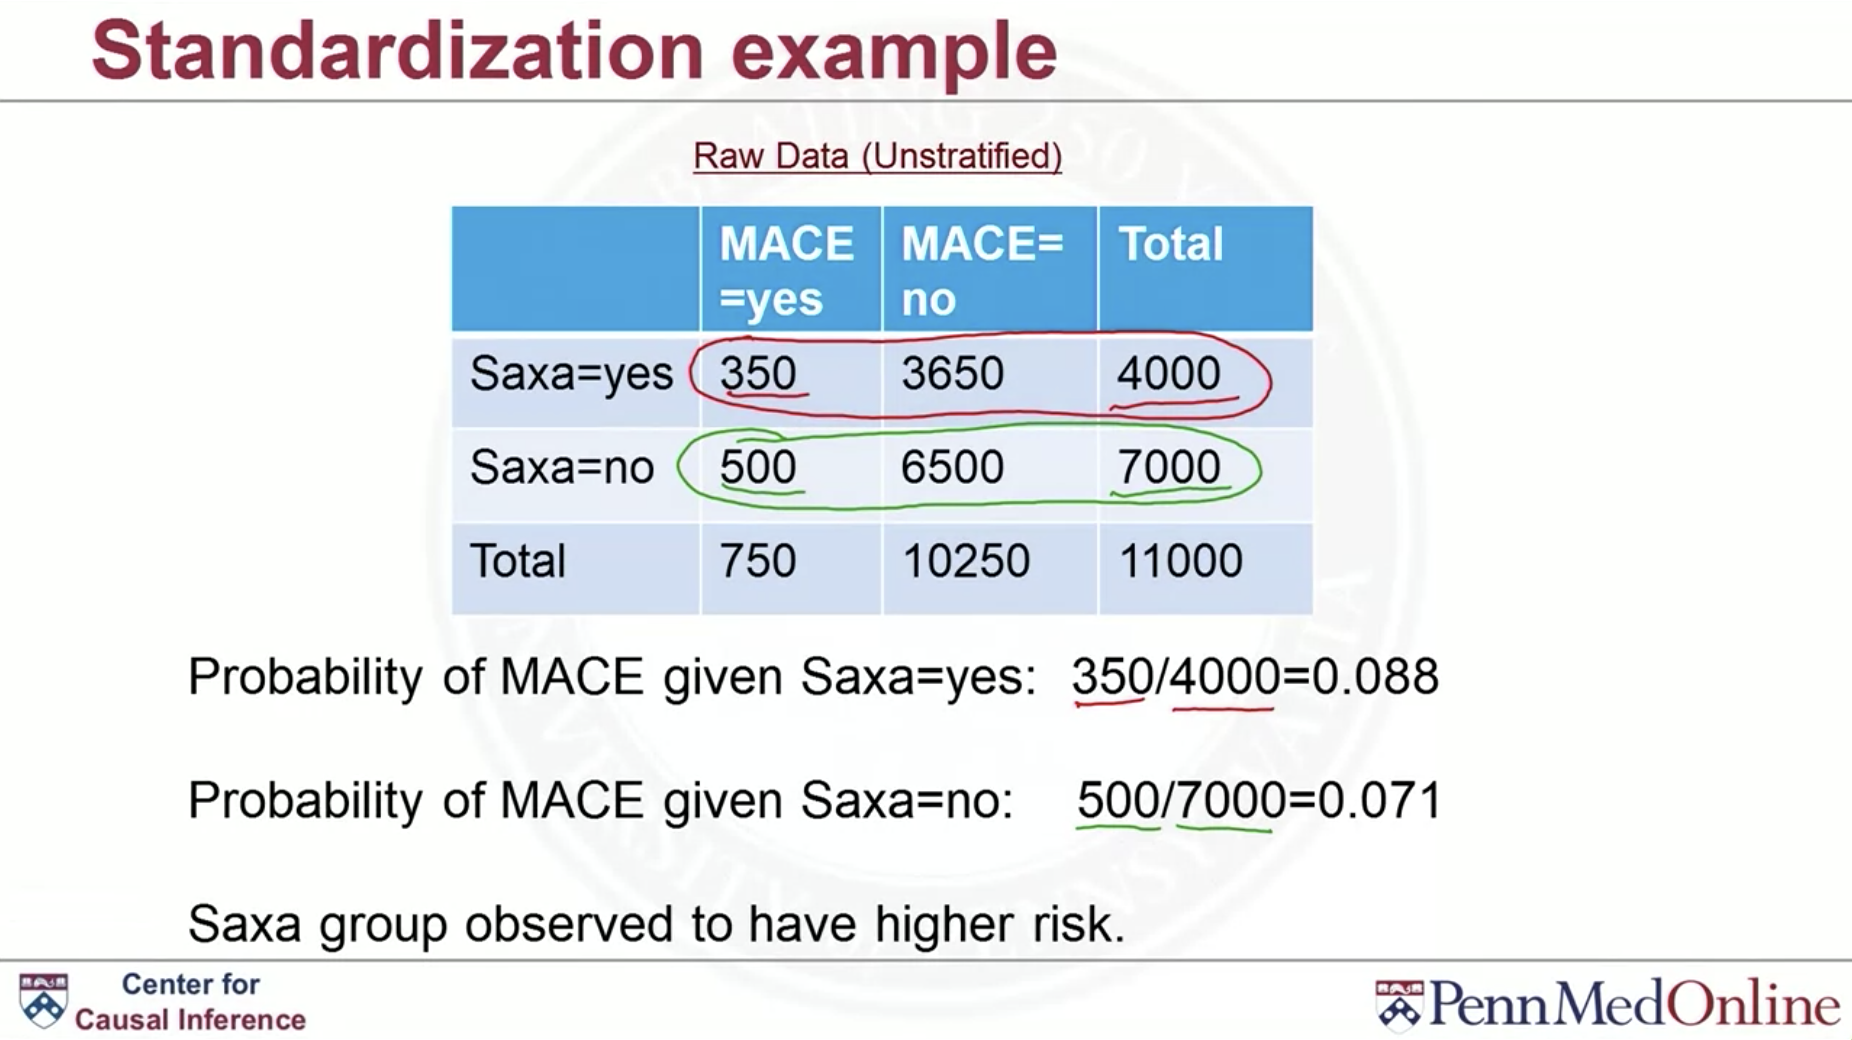 Standardization example
Raw Data (Unstratified)
MACE =yes MACE= no Total
Saxa=yes 350 3650 4000
Saxa=no 500 6500 7000
Total 750 10250 11000
Probability of MACE given Saxa=yes: 350/4000=0.088
Probability of MACE given Saxa=no: 500/7000=0.071
Saxa group observed to have higher risk.
Center for
Causal Inference
PennMedOnline